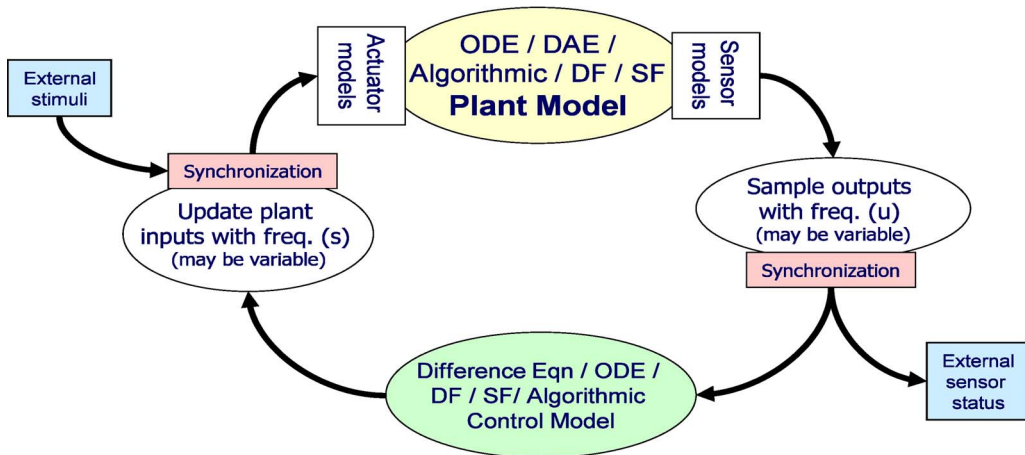 External
stimuli
Synchronization
Update plant
inputs with freq. (s)
(may be variable)
Actuator
models
ODE / DAE /
Algorithmic / DF / SF
Plant Model
Sensor
models
Sample outputs
with freq. (u)
(may be variable)
Synchronization
External
sensor
status
Difference Eqn / ODE /
DF / SF/ Algorithmic
Control Model